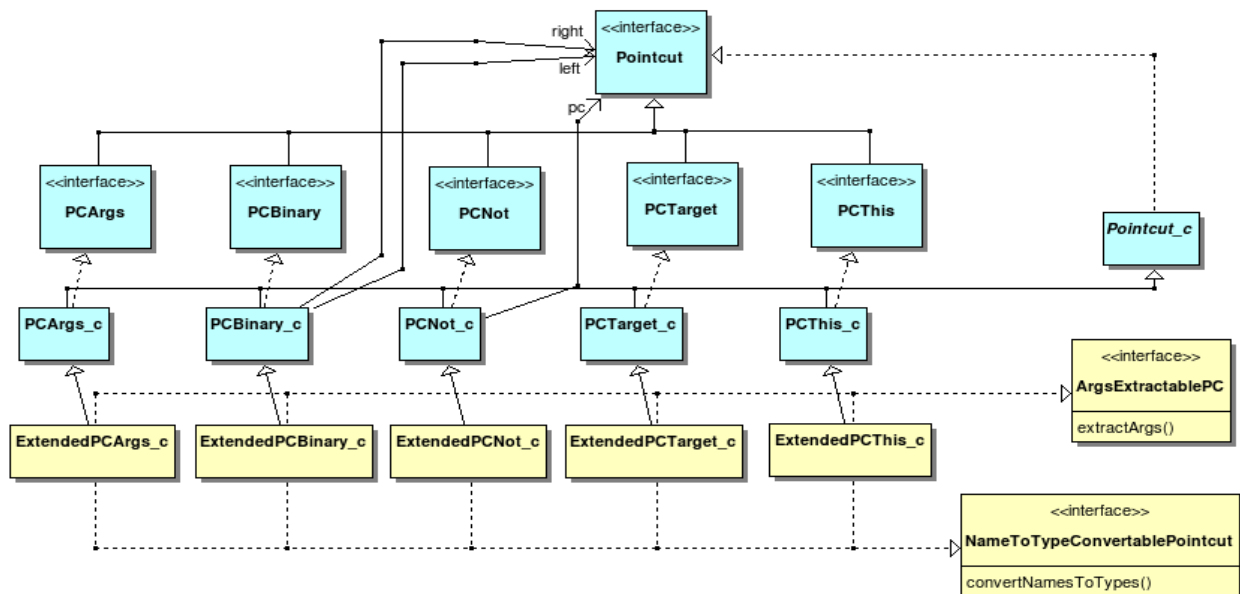 right
<<interface>>
Pointcut
left
pc
<<interface>>
PCArgs
<<interface>>
PCBinary
<<interface>>
PCNot
<<interface>>
PCTarget
<<interface>>
PCThis
Pointcut_c
PCArgs_c
PCBinary_c
PCNot_c
PCTarget_c
PCThis_c
<<interface>>
ArgsExtractablePC
extractArgs()
ExtendedPCArgs_c
ExtendedPCBinary_c
ExtendedPCNot_c
ExtendedPCTarget_c
ExtendedPCThis_c
<<interface>>
NameToTypeConvertablePointcut
convertNamesToTypes()